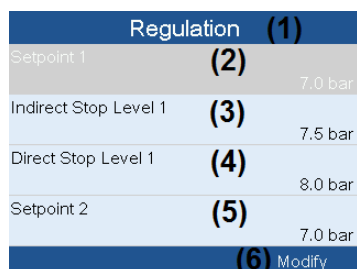 Regulation (1)
Setpoint 1 (2)
7.0 bar
Indirect Stop Level 1 (3)
7.5 bar
Direct Stop Level 1 (4)
8.0 bar
Setpoint 2 (5)
7.0 bar
(6) Modify